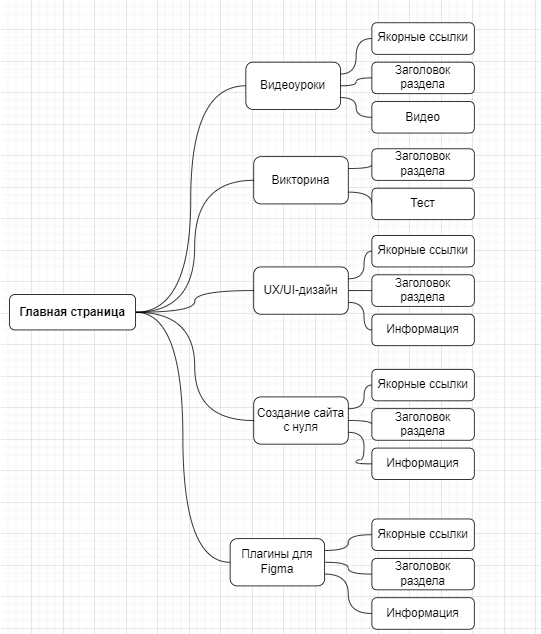 Главная страница
Видеоуроки
Якорные ссылки
Заголовок
раздела
Видео
Викторина
Заголовок
раздела
Тест
UX/UI-дизайн
Якорные ссылки
Заголовок
раздела
Информация
Создание сайта
с нуля
Якорные ссылки
Заголовок
раздела
Информация
Плагины для
Figma
Якорные ссылки
Заголовок
раздела
Информация